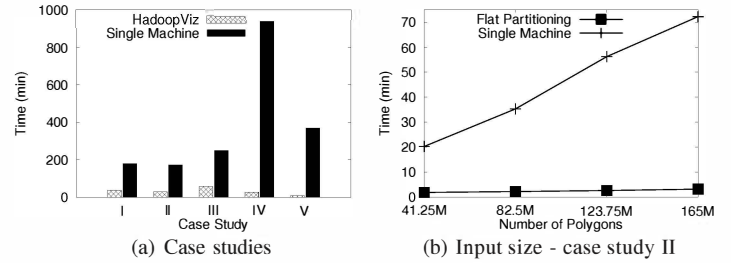 1000
800
600
400
200
0
Time (min)
HadoopViz
Single Machine
I II III IV V
Case Study
(a) Case studies
70
60
50
40
30
20
10
0
Time (min)
Flat Partitioning
Single Machine
41.25M 82.5M 123.75M 165M
Number of Polygons
(b) Input size - case study II